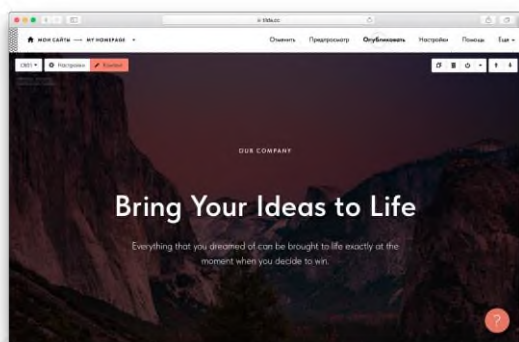 tilda.cc
МОИ САЙТЫ → MY HOMEPAGE
Отменить Предпросмотр Опубликовать Настройки Помощь Еще
CR01 Настройки Контент
OUR COMPANY
Bring Your Ideas to Life
Everything that you dreamed of can be brought to life exactly at the
moment when you decide to win.
?